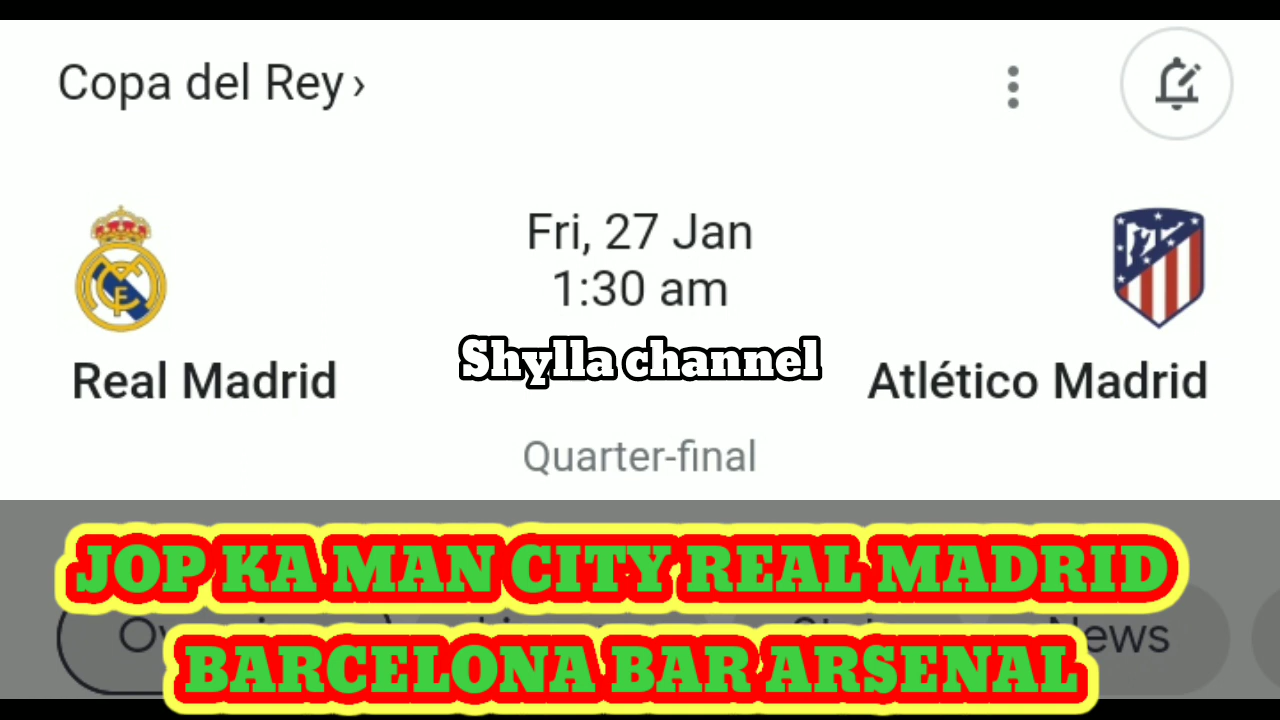 Copa del Rey ›
Fri, 27 Jan
1:30 am
Shylla channel
Real Madrid
Atlético Madrid
Quarter-final
JOP KA MAN CITY REAL MADRID
News
BARCELONA BAR ARSENAL